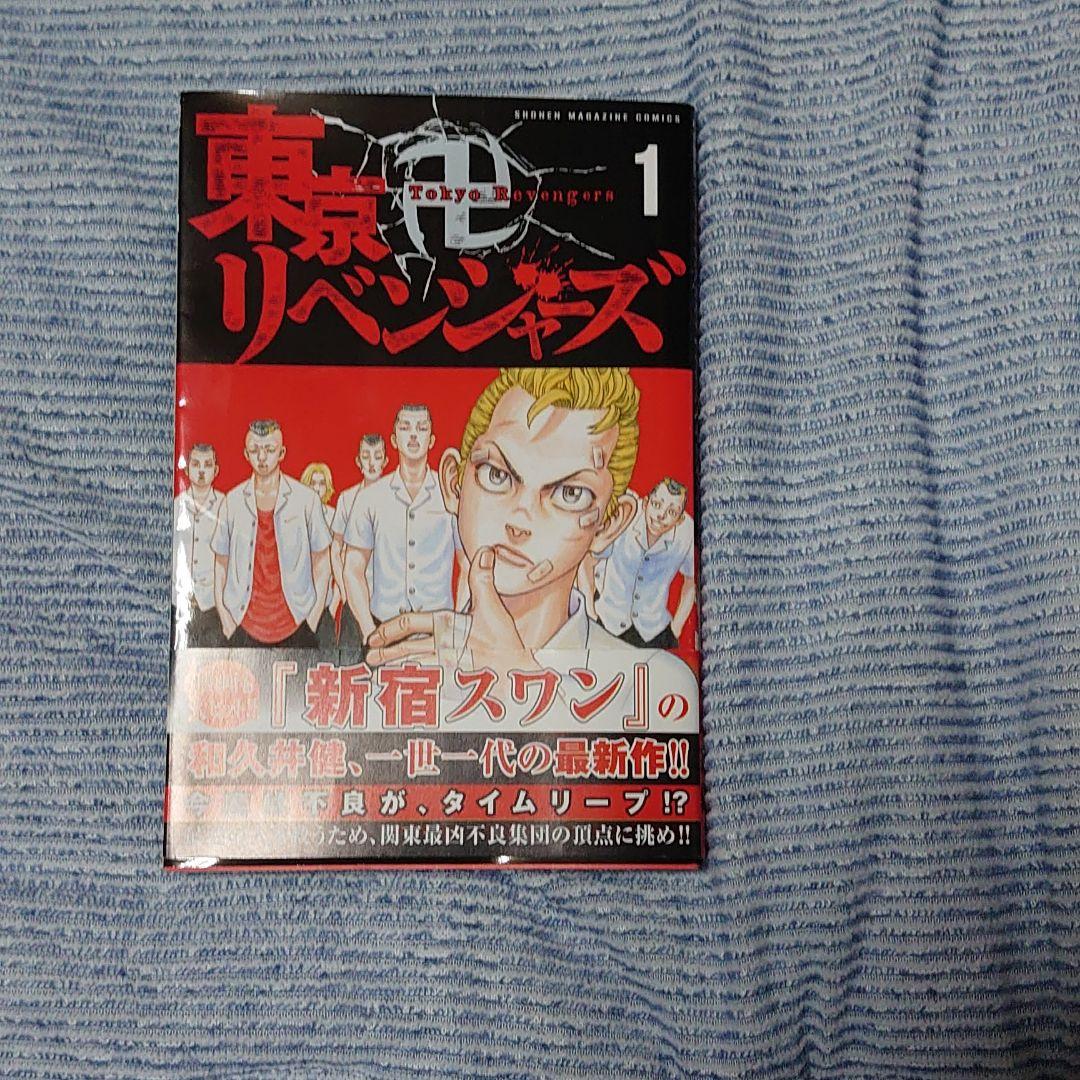 SHONEN MAGAZINE COMICS
1
東京卍リベンジャーズ
Tokyo Revengers
『新宿スワン』の
和久井健、一世一代の最新作!!
不良が、タイムリープ!?
うため、関東最凶不良集団の頂点に挑め!!